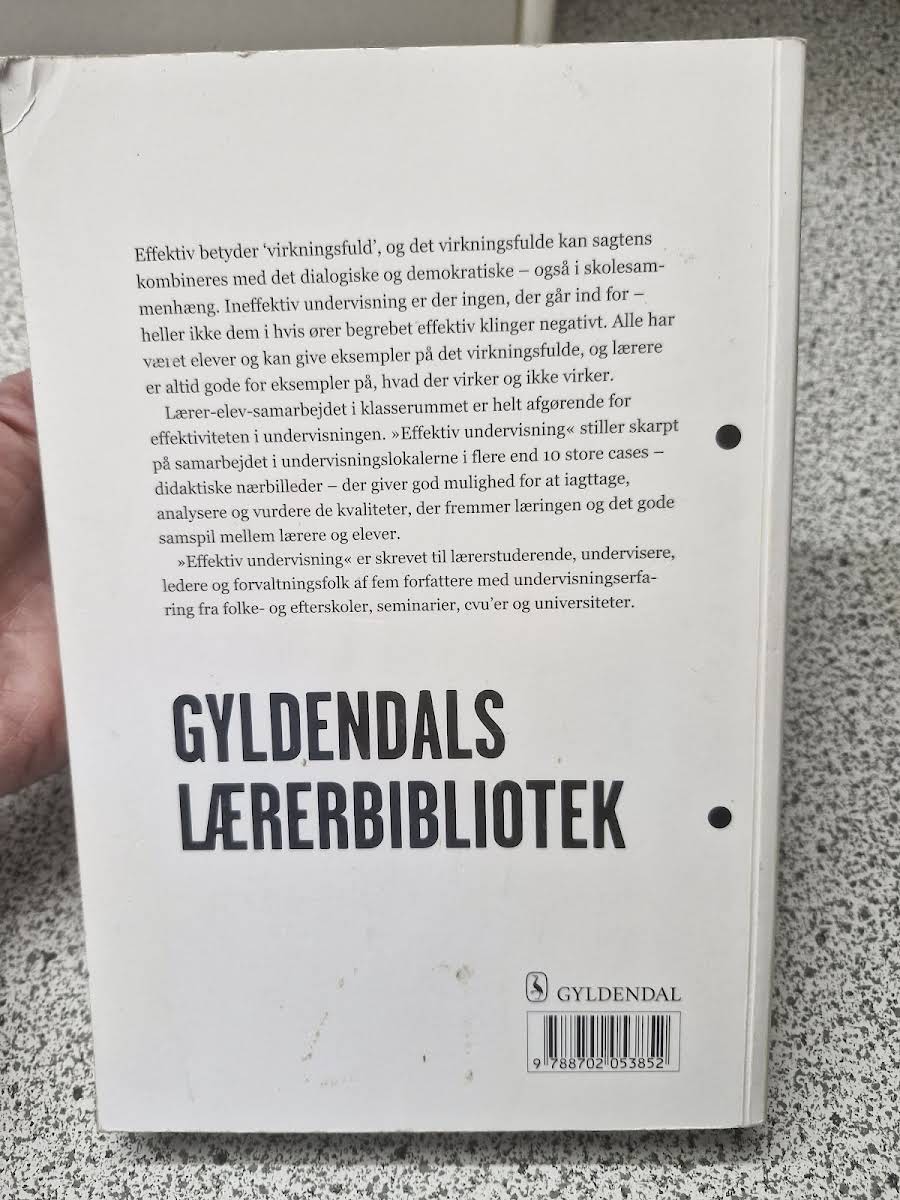 Effektiv betyder ‘virkningsfuld’, og det virkningsfulde kan sagtens
kombineres med det dialogiske og demokratiske – også i skolesam-
menhæng. Ineffektiv undervisning er der ingen, der går ind for –
heller ikke dem i hvis ører begrebet effektiv klinger negativt. Alle har
været elever og kan give eksempler på det virkningsfulde, og lærere
er altid gode for eksempler på, hvad der virker og ikke virker.
Lærer-elev-samarbejdet i klasserummet er helt afgørende for
effektiviteten i undervisningen. »Effektiv undervisning« stiller skarpt
på samarbejdet i undervisningslokalerne i flere end 10 store cases –
didaktiske nærbilleder – der giver god mulighed for at iagttage,
analysere og vurdere de kvaliteter, der fremmer læringen og det gode
samspil mellem lærere og elever.
»Effektiv undervisning« er skrevet til lærerstuderende, undervisere,
ledere og forvaltningsfolk af fem forfattere med undervisningserfa-
ring fra folke- og efterskoler, seminarier, cvu’er og universiteter.
GYLDENDALS
LÆRERBIBLIOTEK
GYLDENDAL
9 788702 053852